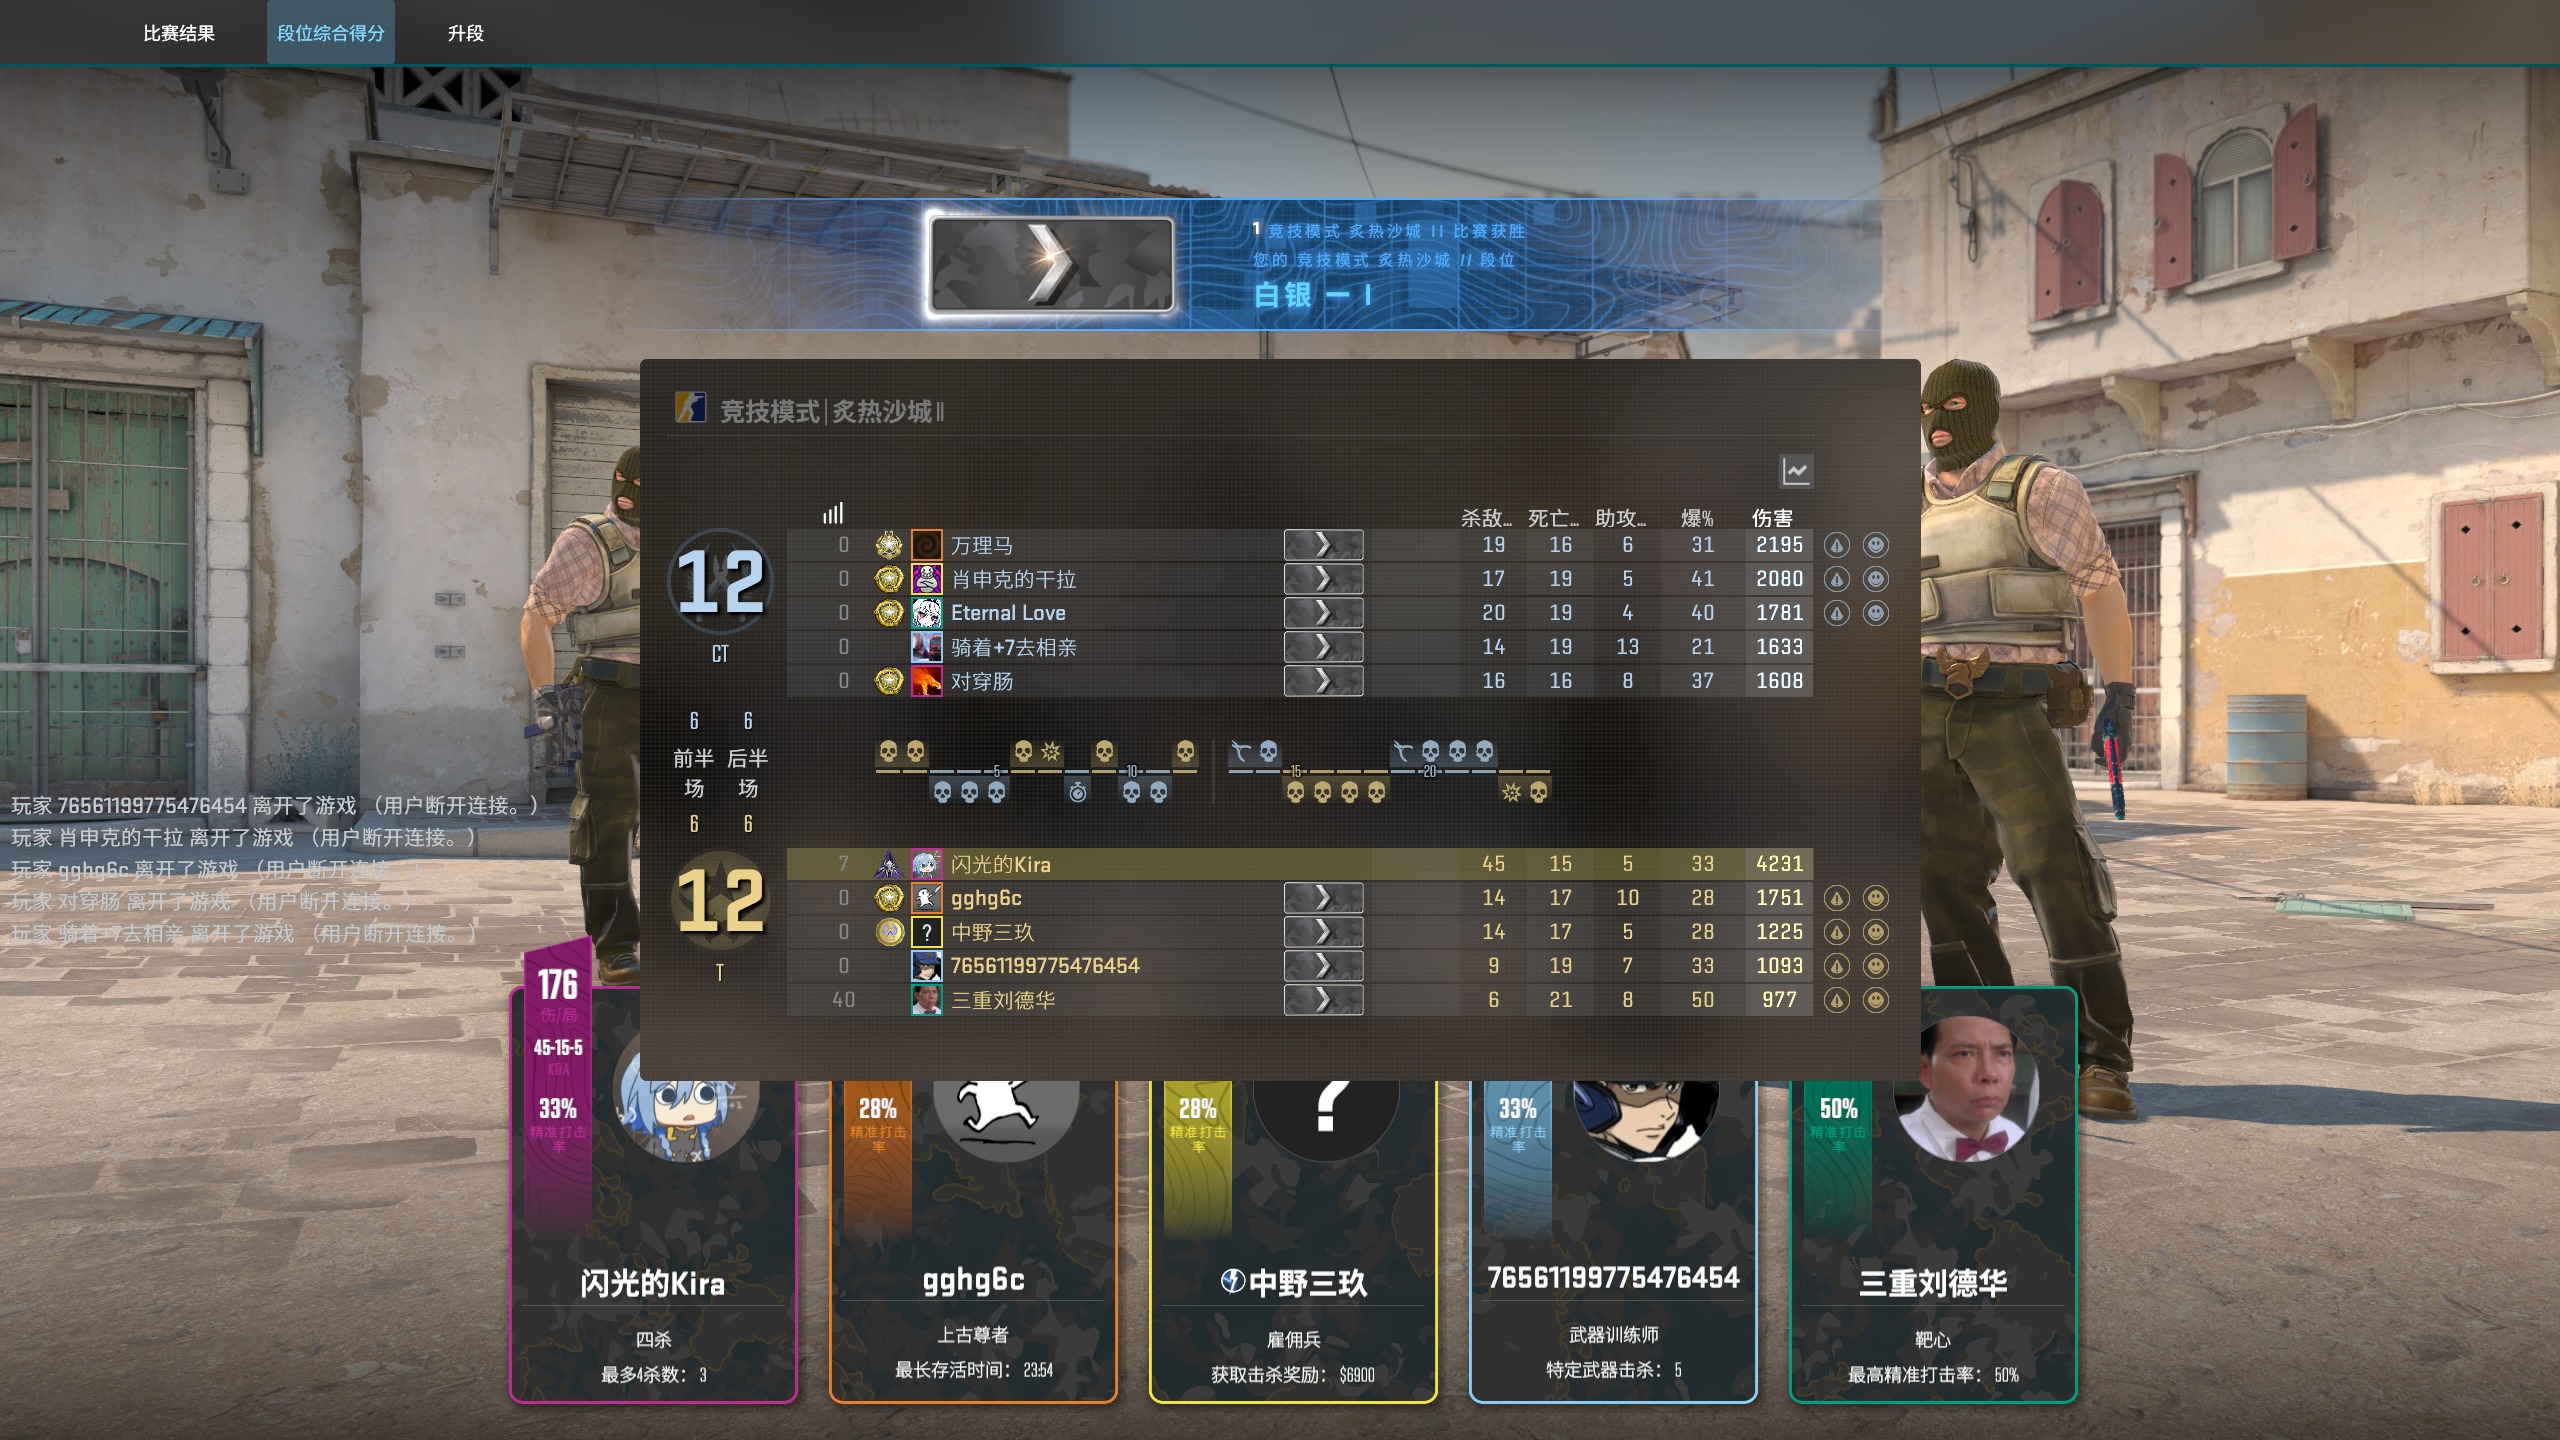 比赛结果 段位综合得分 升段
1 竞技模式 炙热沙城 II 比赛获胜
您的 竞技模式 炙热沙城 II 段位
白银 一 I
竞技模式|炙热沙城II
杀敌... 死亡... 助攻... 爆% 伤害
12
CT
0 万理马 19 16 6 31 2195
0 肖申克的干拉 17 19 5 41 2080
0 Eternal Love 20 19 4 40 1781
0 骑着+7去相亲 14 19 13 21 1633
0 对穿肠 16 16 8 37 1608
6 6
前半场 后半场
6 6
5 10 15 20
12
T
7 闪光的Kira 45 15 5 33 4231
0 gghg6c 14 17 10 28 1751
0 ? 中野三玖 14 17 5 28 1225
0 76561199775476454 9 19 7 33 1093
40 三重刘德华 6 21 8 50 977
玩家 76561199775476454 离开了游戏 （用户断开连接。）
玩家 肖申克的干拉 离开了游戏 （用户断开连接。）
玩家 gghg6c 离开了游戏 （用户断开连接。）
玩家 对穿肠 离开了游戏 （用户断开连接。）
玩家 骑着+7去相亲 离开了游戏 （用户断开连接。）
176
伤/局
45-15-5
KDA
33%
精准打击率
闪光的Kira
四杀
最多4杀数： 3
28%
精准打击率
gghg6c
上古尊者
最长存活时间： 23:54
28%
精准打击率
?
中野三玖
雇佣兵
获取击杀奖励： $6900
33%
精准打击率
76561199775476454
武器训练师
特定武器击杀： 5
50%
精准打击率
三重刘德华
靶心
最高精准打击率： 50%